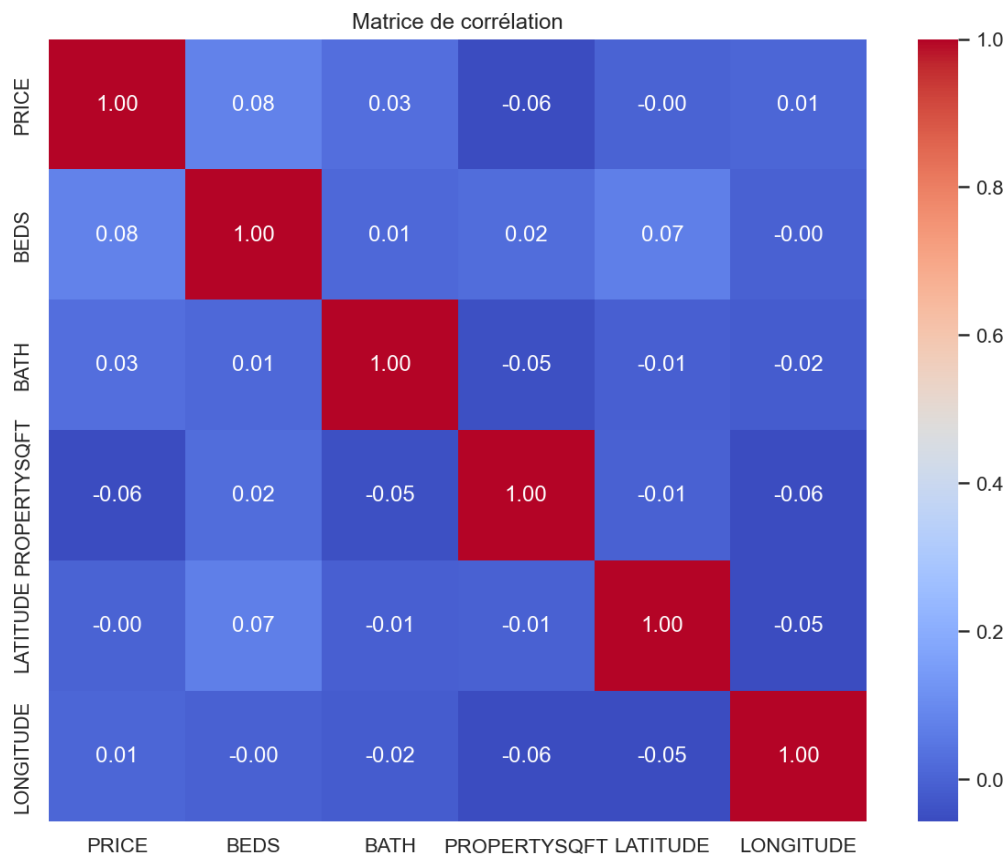 Matrice de corrélation
PRICE 1.00 0.08 0.03 -0.06 -0.00 0.01
BEDS 0.08 1.00 0.01 0.02 0.07 -0.00
BATH 0.03 0.01 1.00 -0.05 -0.01 -0.02
PROPERTYSQFT -0.06 0.02 -0.05 1.00 -0.01 -0.06
LATITUDE -0.00 0.07 -0.01 -0.01 1.00 -0.05
LONGITUDE 0.01 -0.00 -0.02 -0.06 -0.05 1.00
PRICE BEDS BATH PROPERTYSQFT LATITUDE LONGITUDE
1.0
0.8
0.6
0.4
0.2
0.0